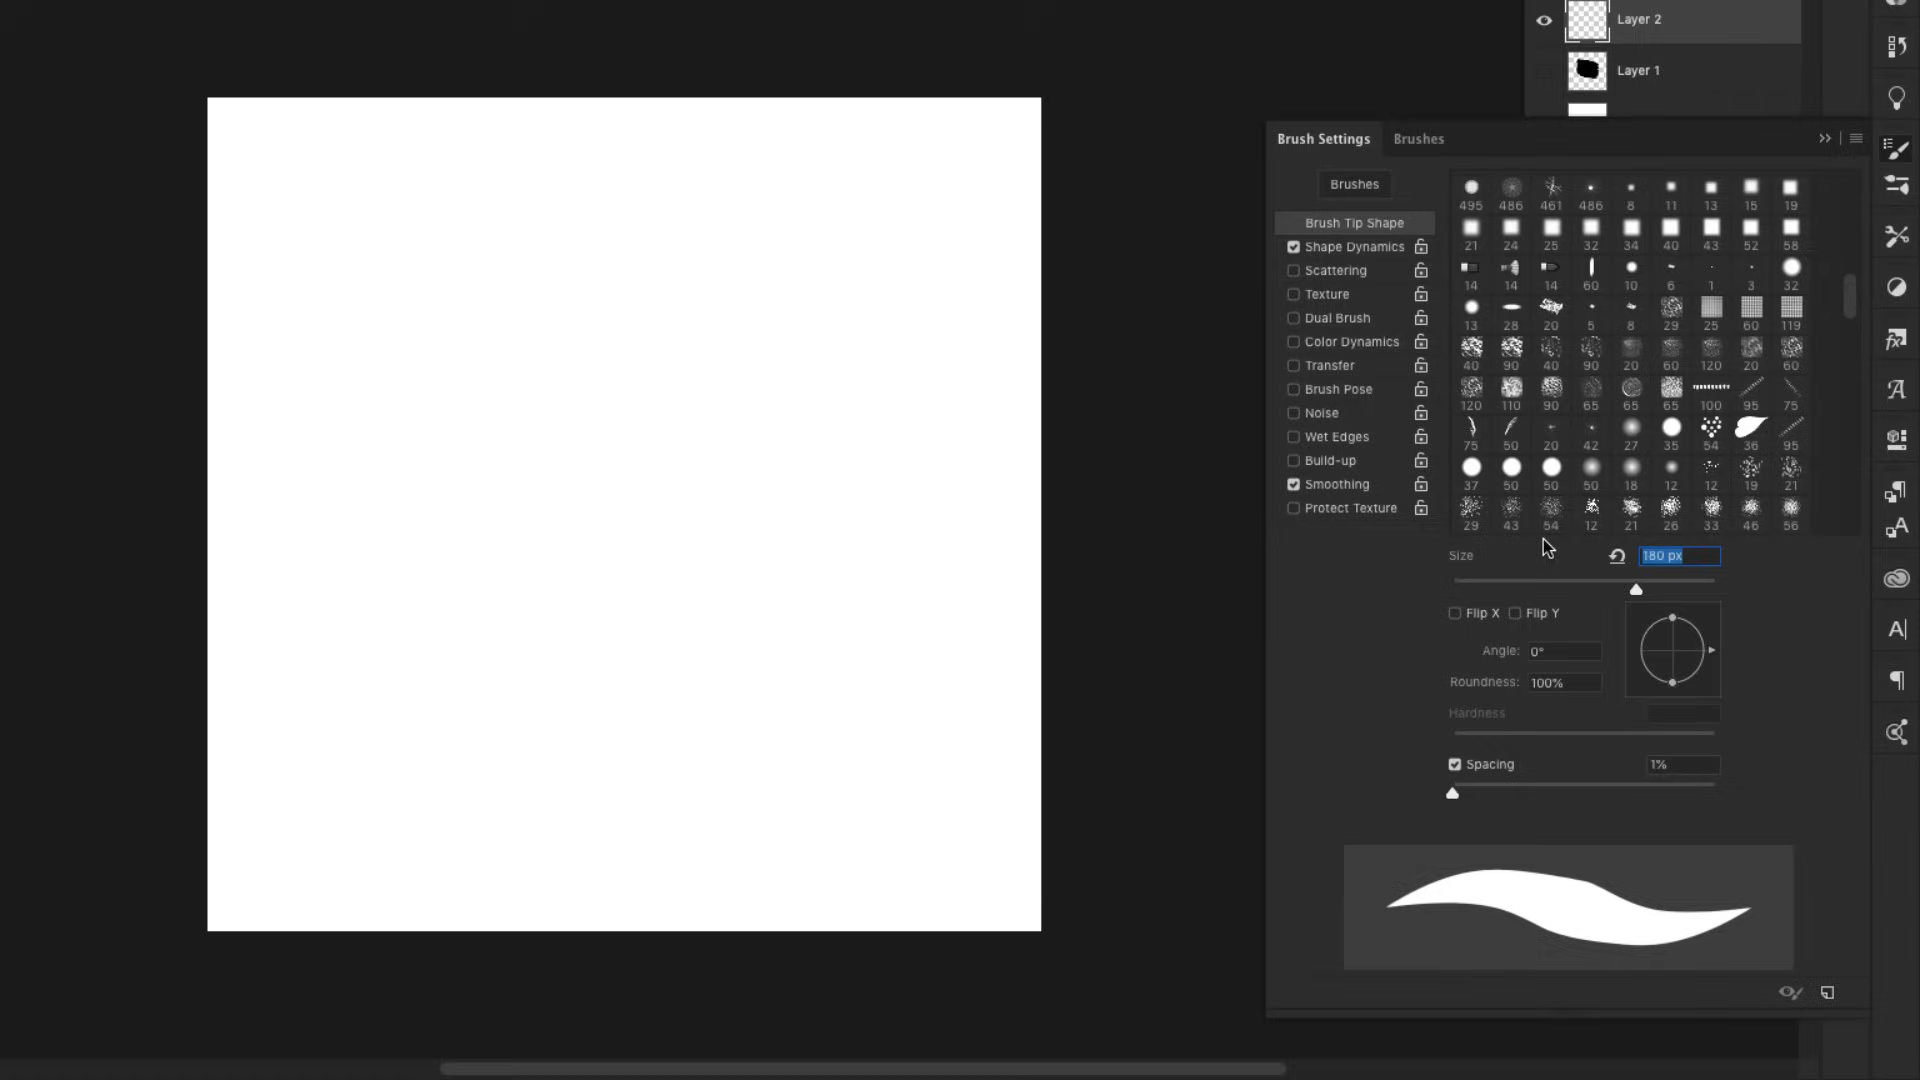 Layer 2
Layer 1
Brush Settings Brushes
Brushes
495 486 461 486 8 11 13 15 19
Brush Tip Shape
21 24 25 32 34 40 43 52 58
Shape Dynamics
Scattering
14 14 14 60 10 6 1 3 32
Texture
Dual Brush
13 28 20 5 8 29 25 60 119
Color Dynamics
Transfer
40 90 40 90 20 60 120 20 60
Brush Pose
120 110 90 65 65 65 100 95 75
Noise
Wet Edges
75 50 20 42 27 35 54 36 95
Build-up
Smoothing
37 50 50 50 18 12 12 19 21
Protect Texture
29 43 54 12 21 26 33 46 56
Size 180 px
Flip X Flip Y
Angle: 0°
Roundness: 100%
Hardness
Spacing 1%